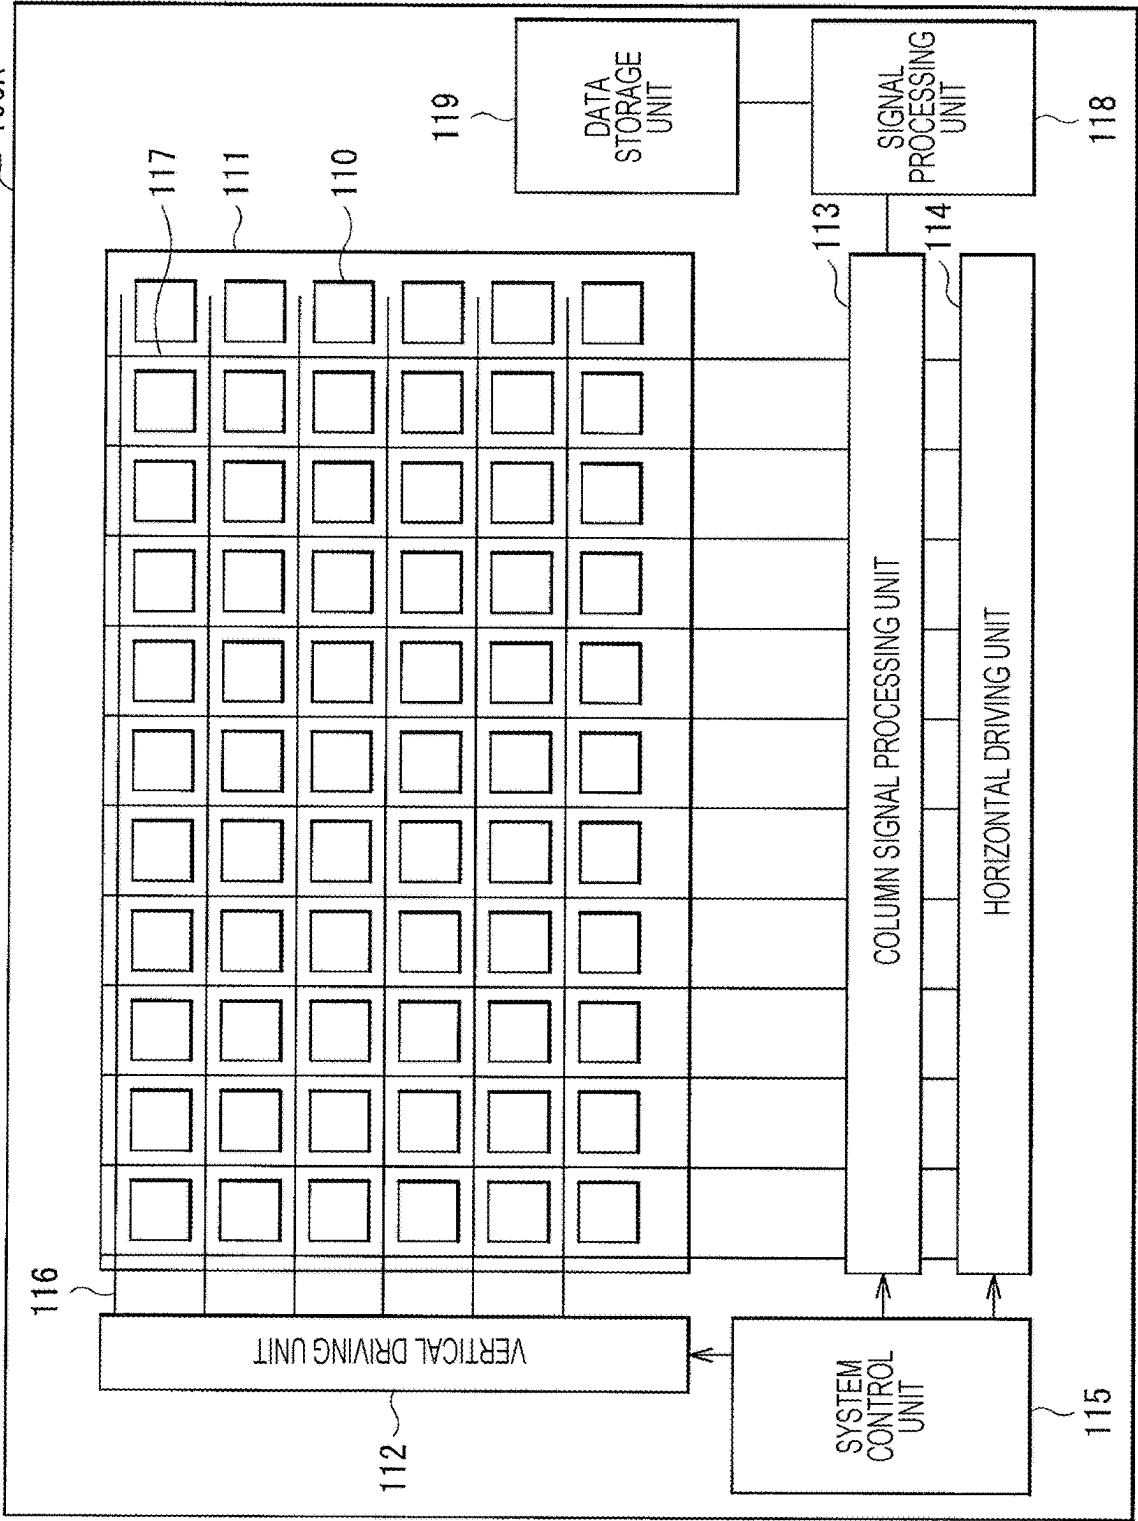 117
111
110
116
VERTICAL DRIVING UNIT
112
119
DATA
STORAGE
UNIT
113
COLUMN SIGNAL PROCESSING UNIT
SIGNAL
PROCESSING
UNIT
118
114
HORIZONTAL DRIVING UNIT
SYSTEM
CONTROL
UNIT
115